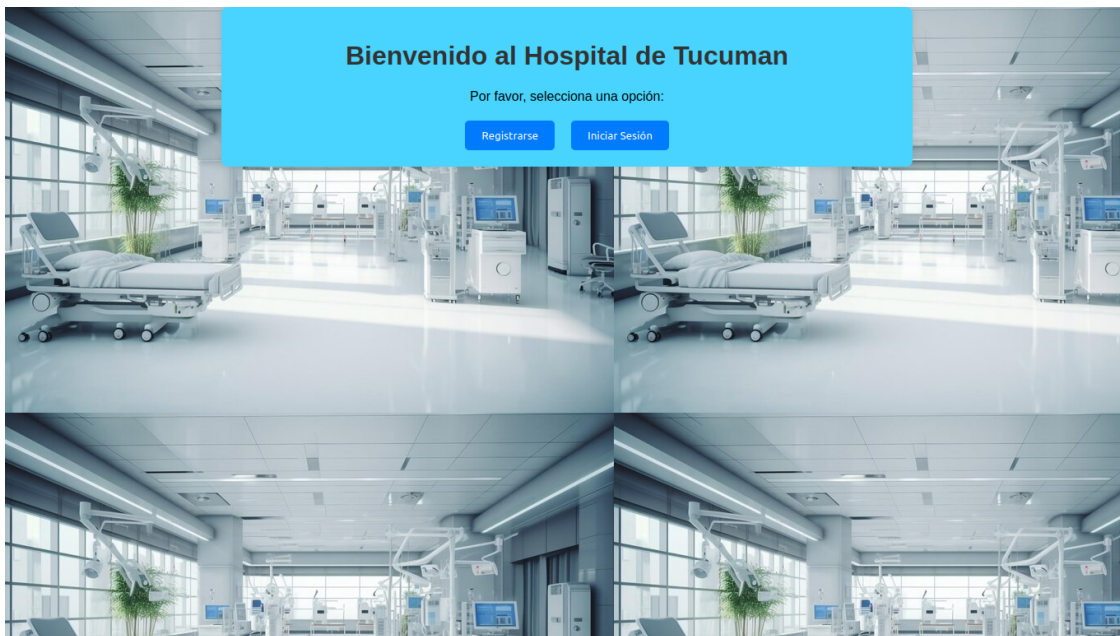 Bienvenido al Hospital de Tucuman
Por favor, selecciona una opción:
Registrarse
Iniciar Sesión